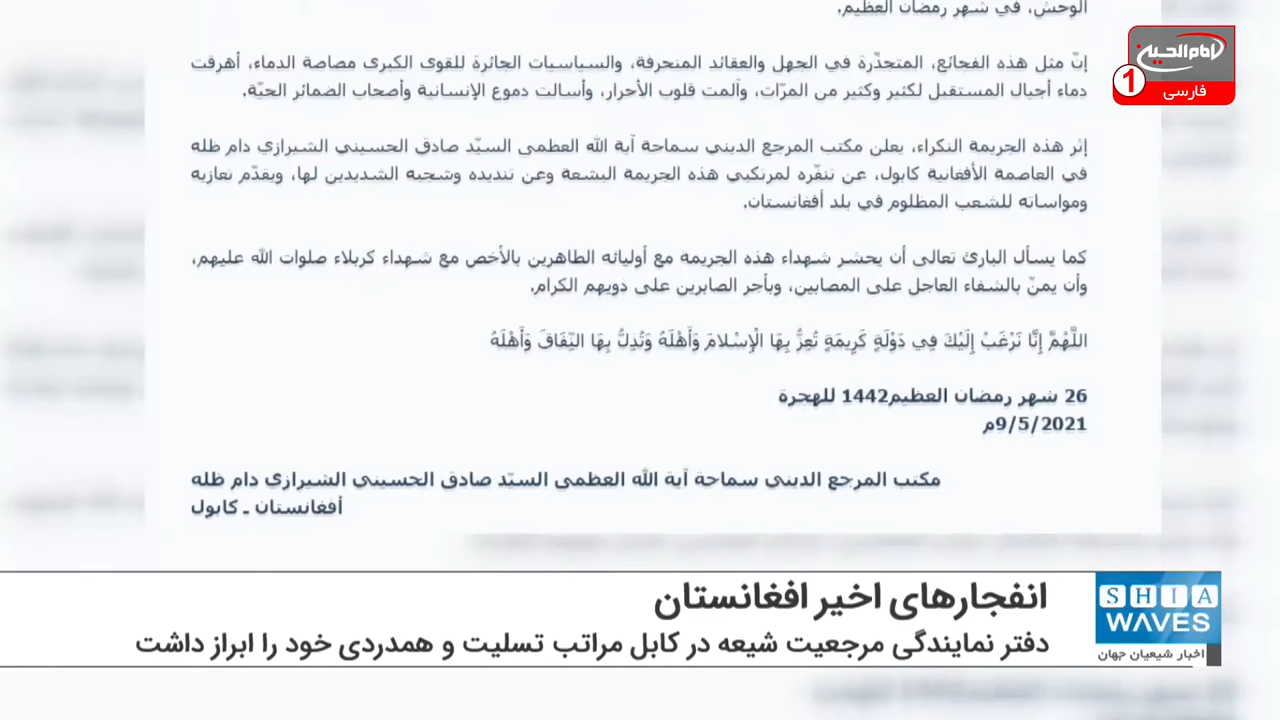 الوحش، في شهر رمضان العظيم.
إنّ مثل هذه الفجائع، المتجذّرة في الجهل والعقائد المنحرفة، والسياسيات الجائرة للقوى الكبرى مصاصة الدماء، أهرقت
دماء أجيال المستقبل لكثير وكثير من المرّات، وآلمت قلوب الأحرار، وأسالت دموع الإنسانية وأصحاب الضمائر الحيّة.
إثر هذه الجريمة النكراء، يعلن مكتب المرجع الديني سماحة آية الله العظمى السيّد صادق الحسيني الشيرازي دام ظله
في العاصمة الأفغانية كابول، عن تنفّره لمرتكبي هذه الجريمة البشعة وعن تنديده وشجبه الشديدين لها، ويقدّم تعازيه
ومواساته للشعب المظلوم في بلد أفغانستان.
كما يسأل البارئ تعالى أن يحشر شهداء هذه الجريمة مع أوليائه الطاهرين بالأخص مع شهداء كربلاء صلوات الله عليهم،
وأن يمنّ بالشفاء العاجل على المصابين، وبأجر الصابرين على ذويهم الكرام.
اللَّهُمَّ إِنَّا نَرْغَبُ إِلَيْكَ فِي دَوْلَةٍ كَرِيمَةٍ تُعِزُّ بِهَا الْإِسْلامَ وَأَهْلَهُ وَتُذِلُّ بِهَا النِّفَاقَ وَأَهْلَهُ
26 شهر رمضان العظيم1442 للهجرة
9/5/2021م
مكتب المرجع الديني سماحة آية الله العظمى السيّد صادق الحسيني الشيرازي دام ظله
أفغانستان ـ كابول
امام الحسین
1
فارسی
انفجارهای اخیر افغانستان
دفتر نمایندگی مرجعیت شیعه در کابل مراتب تسلیت و همدردی خود را ابراز داشت
SHIA
WAVES
اخبار شیعیان جهان